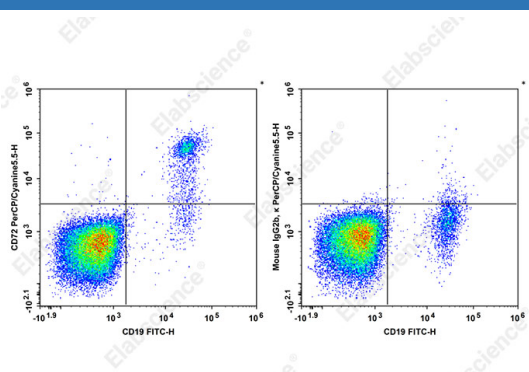 Elabscience®
10^6
10^5
10^4
10^3
-10^2.1
CD72 PerCP/Cyanine5.5-H
-10^1.9 10^3 10^4 10^5 10^6
CD19 FITC-H
*
10^6
10^5
10^4
10^3
-10^2.1
Mouse IgG2b, κ PerCP/Cyanine5.5-H
-10^1.9 10^3 10^4 10^5 10^6
CD19 FITC-H
*